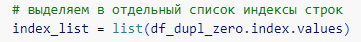 # выделяем в отдельный список индексы строк
index_list = list(df_dupl_zero.index.values)